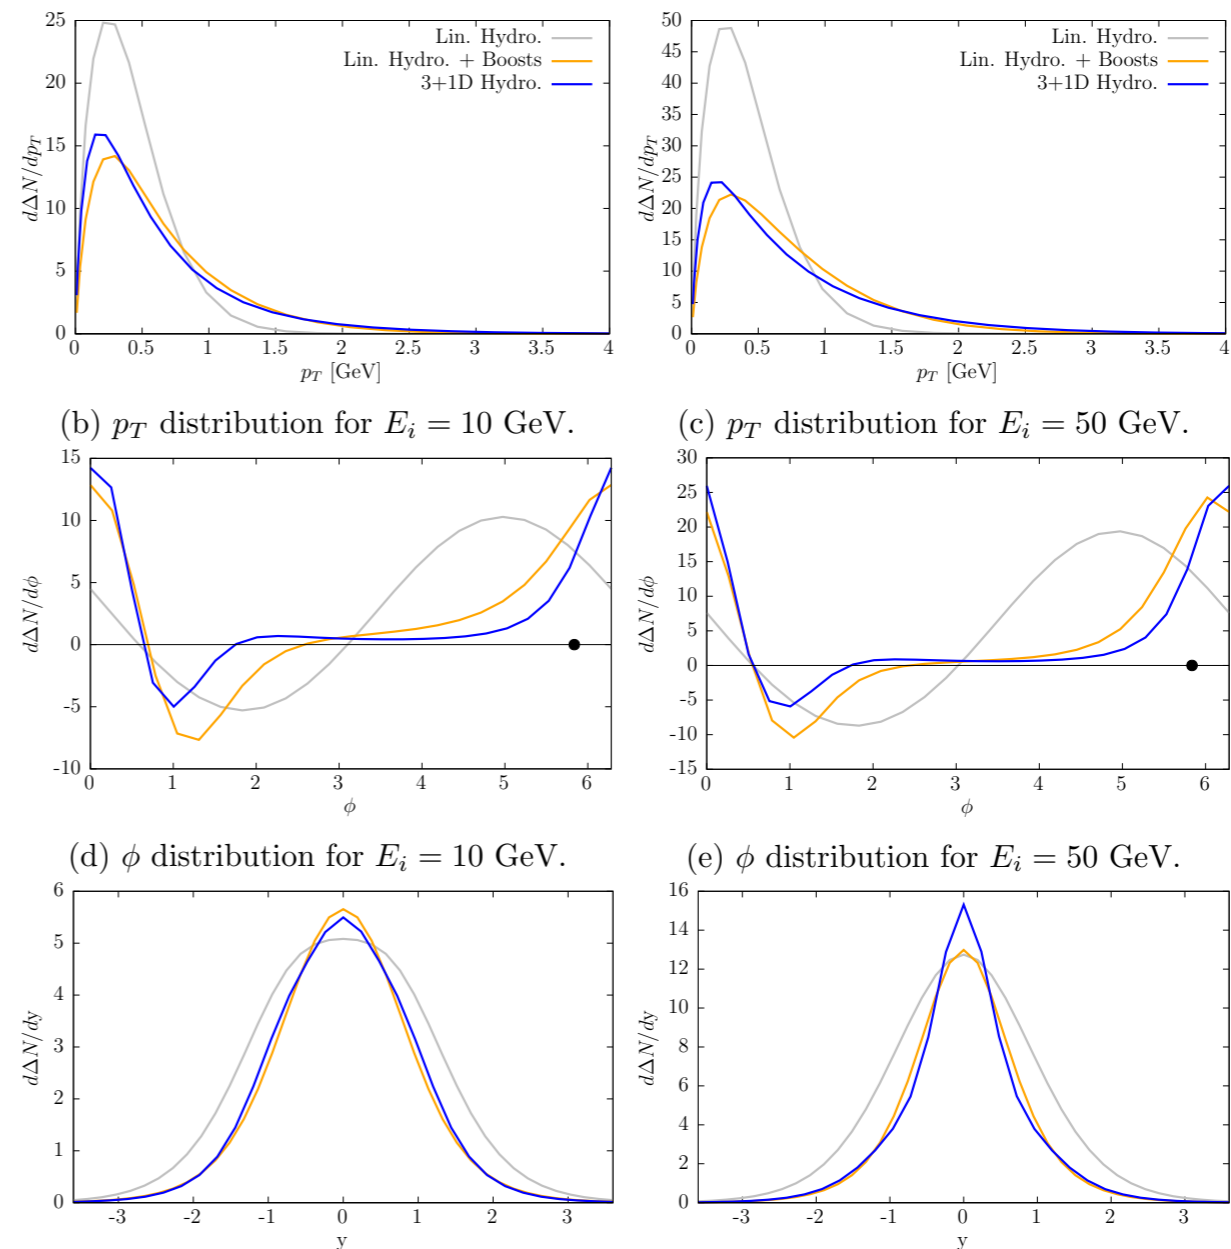 25
20
15
10
5
0
dΔN/dp_T
Lin. Hydro.
Lin. Hydro. + Boosts
3+1D Hydro.
0 0.5 1 1.5 2 2.5 3 3.5 4
p_T [GeV]
50
45
40
35
30
25
20
15
10
5
0
dΔN/dp_T
Lin. Hydro.
Lin. Hydro. + Boosts
3+1D Hydro.
0 0.5 1 1.5 2 2.5 3 3.5 4
p_T [GeV]
(b) p_T distribution for E_i = 10 GeV.
(c) p_T distribution for E_i = 50 GeV.
15
10
5
0
-5
-10
dΔN/dϕ
0 1 2 3 4 5 6
ϕ
30
25
20
15
10
5
0
-5
-10
-15
dΔN/dϕ
0 1 2 3 4 5 6
ϕ
(d) ϕ distribution for E_i = 10 GeV.
(e) ϕ distribution for E_i = 50 GeV.
6
5
4
3
2
1
0
dΔN/dy
-3 -2 -1 0 1 2 3
y
16
14
12
10
8
6
4
2
0
dΔN/dy
-3 -2 -1 0 1 2 3
y